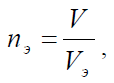 nэ = V / Vэ,